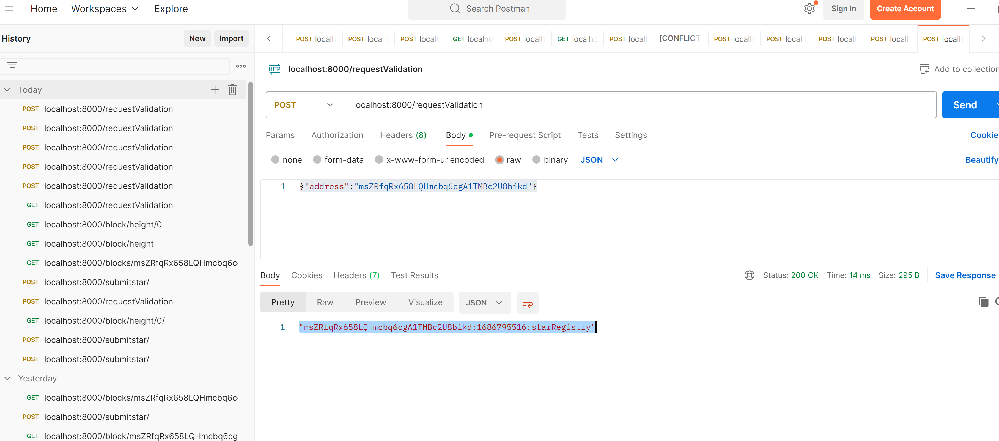 Home Workspaces Explore Search Postman Sign In Create Account
History New Import
POST localh POST localh POST localh GET localho POST localh GET localho POST localh [CONFLICT] POST localh POST localh POST localh POST localh POST localh
HTTP localhost:8000/requestValidation Add to collection
Today
POST localhost:8000/requestValidation
POST localhost:8000/requestValidation
POST localhost:8000/requestValidation
POST localhost:8000/requestValidation
POST localhost:8000/requestValidation
GET localhost:8000/requestValidation
GET localhost:8000/block/height/0
GET localhost:8000/block/height
GET localhost:8000/blocks/msZRfqRx658LQHmcbq6cg
POST localhost:8000/submitstar/
POST localhost:8000/requestValidation
GET localhost:8000/block/height/0/
POST localhost:8000/submitstar/
POST localhost:8000/submitstar/
Yesterday
GET localhost:8000/blocks/msZRfqRx658LQHmcbq6cg
POST localhost:8000/submitstar/
GET localhost:8000/block/msZRfqRx658LQHmcbq6cg
POST localhost:8000/requestValidation Send
Params Authorization Headers (8) Body Pre-request Script Tests Settings Cookies
none form-data x-www-form-urlencoded raw binary JSON Beautify
1 {"address":"msZRfqRx658LQHmcbq6cgA1TMBc2U8bikd"}
Body Cookies Headers (7) Test Results Status: 200 OK Time: 14 ms Size: 295 B Save Response
Pretty Raw Preview Visualize JSON
1 "msZRfqRx658LQHmcbq6cgA1TMBc2U8bikd:1686795516:starRegistry"